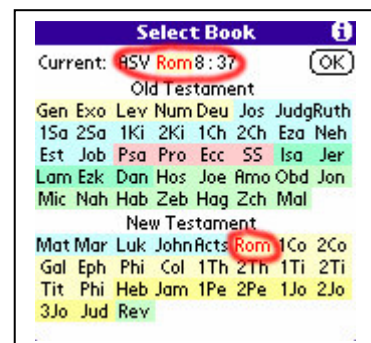 Select Book i
Current: ASV Rom 8 : 37 OK
Old Testament
Gen Exo Lev Num Deu Jos Judg Ruth
1Sa 2Sa 1Ki 2Ki 1Ch 2Ch Eza Neh
Est Job Psa Pro Ecc SS Isa Jer
Lam Ezk Dan Hos Joe Amo Obd Jon
Mic Nah Hab Zeb Hag Zch Mal
New Testament
Mat Mar Luk John Acts Rom 1Co 2Co
Gal Eph Phi Col 1Th 2Th 1Ti 2Ti
Tit Phi Heb Jam 1Pe 2Pe 1Jo 2Jo
3Jo Jud Rev